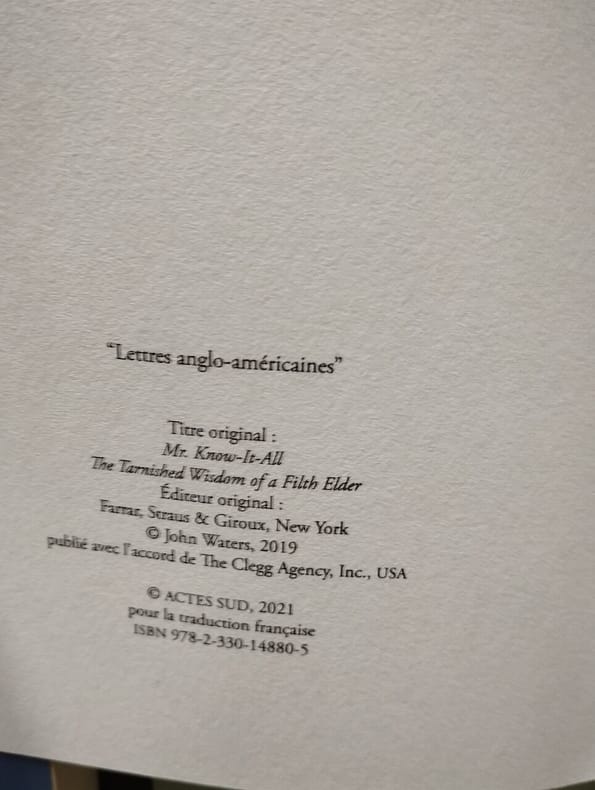 “Lettres anglo-américaines”
Titre original :
Mr. Know-It-All
The Tarnished Wisdom of a Filth Elder
Éditeur original :
Farrar, Straus & Giroux, New York
© John Waters, 2019
publié avec l'accord de The Clegg Agency, Inc., USA
© ACTES SUD, 2021
pour la traduction française
ISBN 978-2-330-14880-5